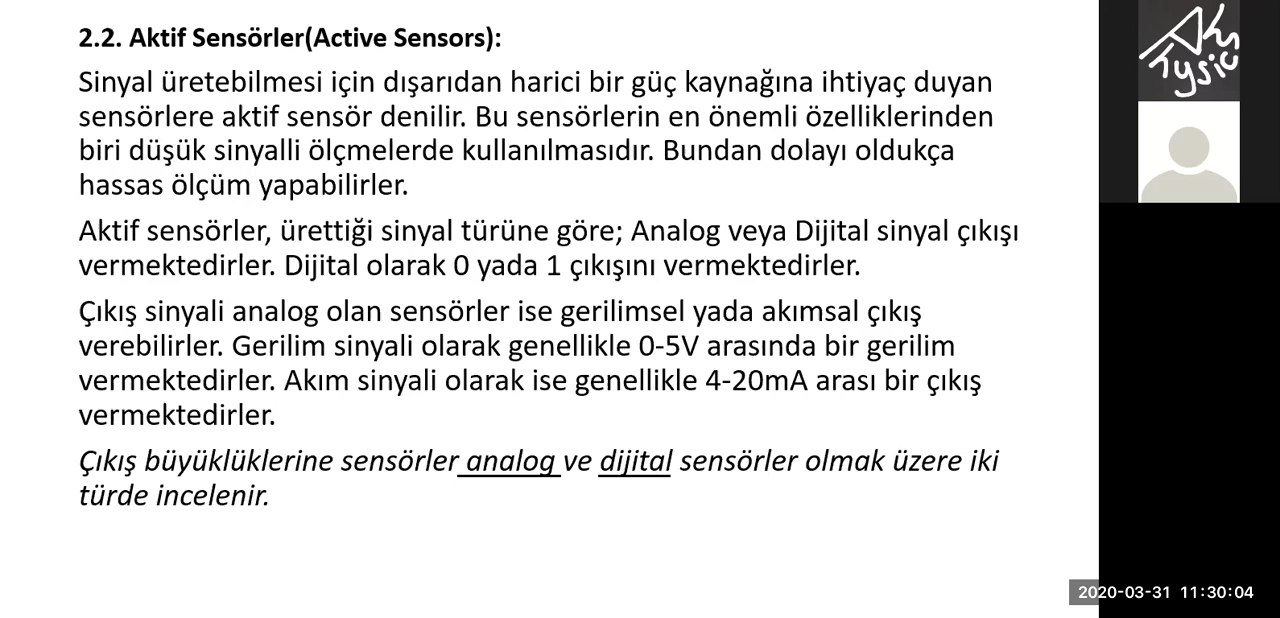 2.2. Aktif Sensörler(Active Sensors):
Sinyal üretebilmesi için dışarıdan harici bir güç kaynağına ihtiyaç duyan
sensörlere aktif sensör denilir. Bu sensörlerin en önemli özelliklerinden
biri düşük sinyalli ölçmelerde kullanılmasıdır. Bundan dolayı oldukça
hassas ölçüm yapabilirler.
Aktif sensörler, ürettiği sinyal türüne göre; Analog veya Dijital sinyal çıkışı
vermektedirler. Dijital olarak 0 yada 1 çıkışını vermektedirler.
Çıkış sinyali analog olan sensörler ise gerilimsel yada akımsal çıkış
verebilirler. Gerilim sinyali olarak genellikle 0-5V arasında bir gerilim
vermektedirler. Akım sinyali olarak ise genellikle 4-20mA arası bir çıkış
vermektedirler.
Çıkış büyüklüklerine sensörler analog ve dijital sensörler olmak üzere iki
türde incelenir.
2020-03-31 11:30:04